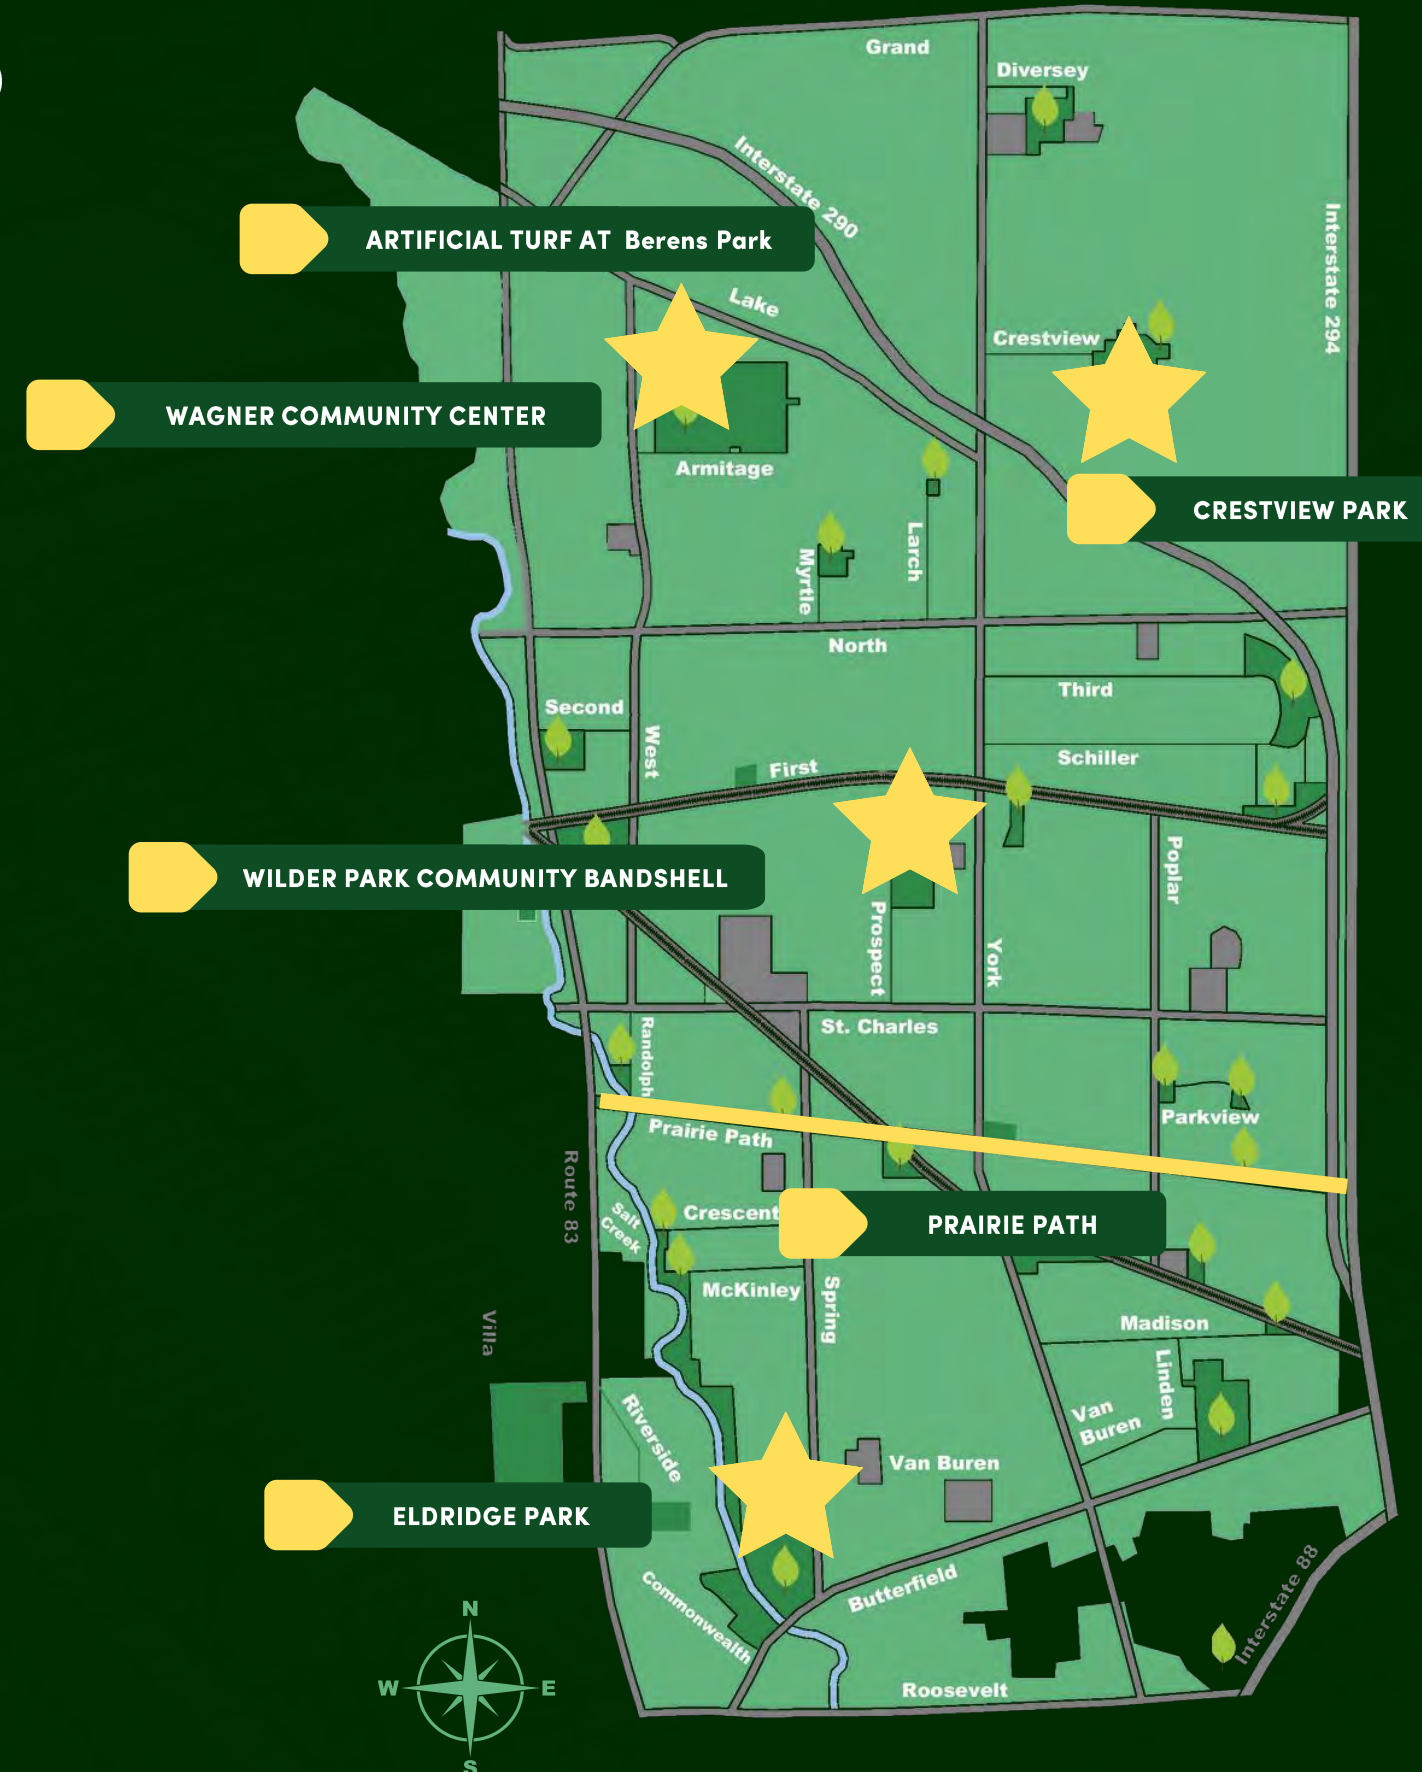 Grand
Diversey
Interstate 290
Interstate 294
ARTIFICIAL TURF AT Berens Park
Lake
Crestview
WAGNER COMMUNITY CENTER
Armitage
CRESTVIEW PARK
Larch
Myrtle
North
Third
Second
West
First
Schiller
Poplar
WILDER PARK COMMUNITY BANDSHELL
Prospect
York
St. Charles
Randolph
Parkview
Prairie Path
Route 83
Salt
Creek
Crescent
PRAIRIE PATH
McKinley
Spring
Villa
Madison
Linden
Van
Buren
Riverside
Van Buren
ELDRIDGE PARK
Commonwealth
Butterfield
Interstate 88
Roosevelt
N
W
E
S